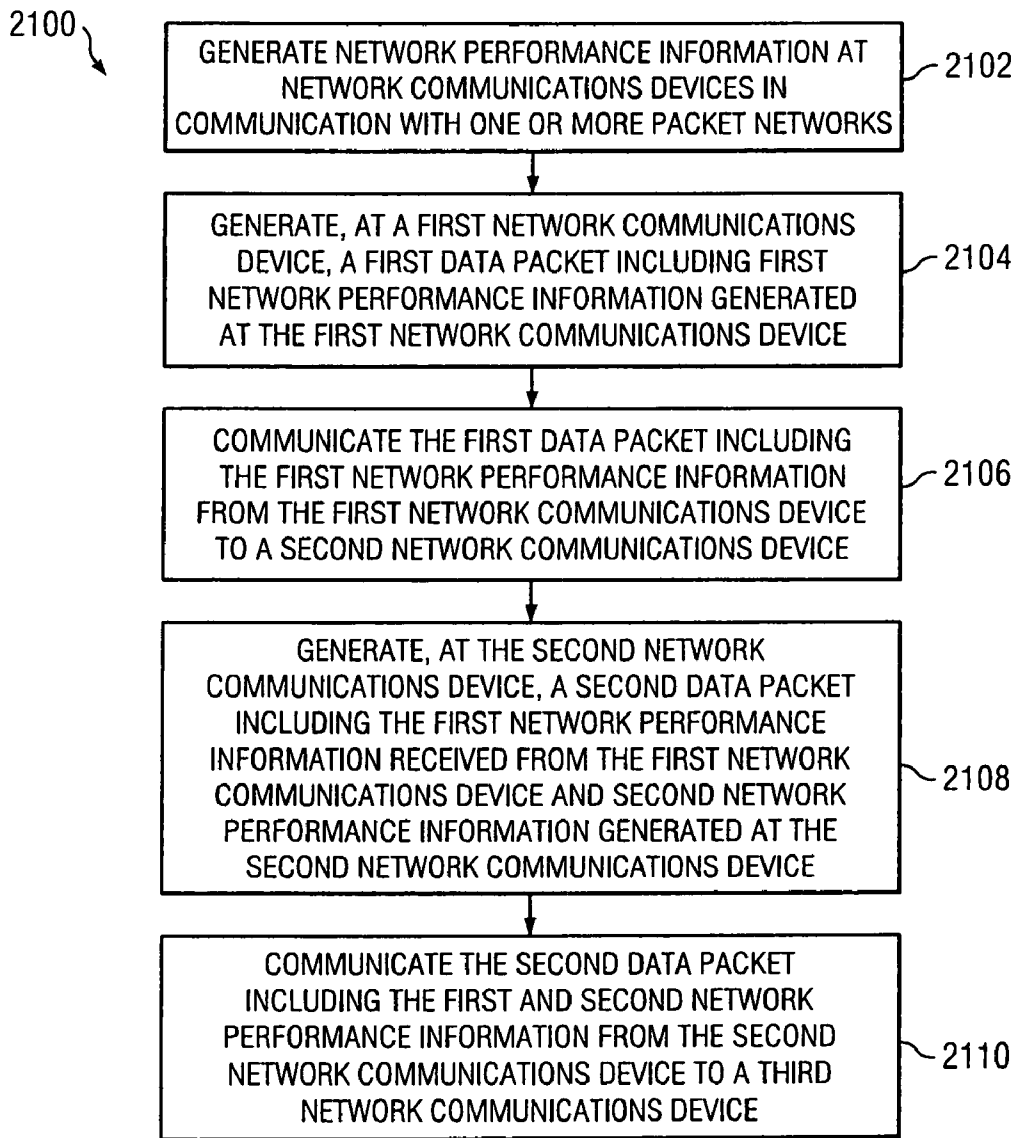 2100
GENERATE NETWORK PERFORMANCE INFORMATION AT
NETWORK COMMUNICATIONS DEVICES IN
COMMUNICATION WITH ONE OR MORE PACKET NETWORKS
2102
GENERATE, AT A FIRST NETWORK COMMUNICATIONS
DEVICE, A FIRST DATA PACKET INCLUDING FIRST
NETWORK PERFORMANCE INFORMATION GENERATED
AT THE FIRST NETWORK COMMUNICATIONS DEVICE
2104
COMMUNICATE THE FIRST DATA PACKET INCLUDING
THE FIRST NETWORK PERFORMANCE INFORMATION
FROM THE FIRST NETWORK COMMUNICATIONS DEVICE
TO A SECOND NETWORK COMMUNICATIONS DEVICE
2106
GENERATE, AT THE SECOND NETWORK
COMMUNICATIONS DEVICE, A SECOND DATA PACKET
INCLUDING THE FIRST NETWORK PERFORMANCE
INFORMATION RECEIVED FROM THE FIRST NETWORK
COMMUNICATIONS DEVICE AND SECOND NETWORK
PERFORMANCE INFORMATION GENERATED AT THE
SECOND NETWORK COMMUNICATIONS DEVICE
2108
COMMUNICATE THE SECOND DATA PACKET
INCLUDING THE FIRST AND SECOND NETWORK
PERFORMANCE INFORMATION FROM THE SECOND
NETWORK COMMUNICATIONS DEVICE TO A THIRD
NETWORK COMMUNICATIONS DEVICE
2110